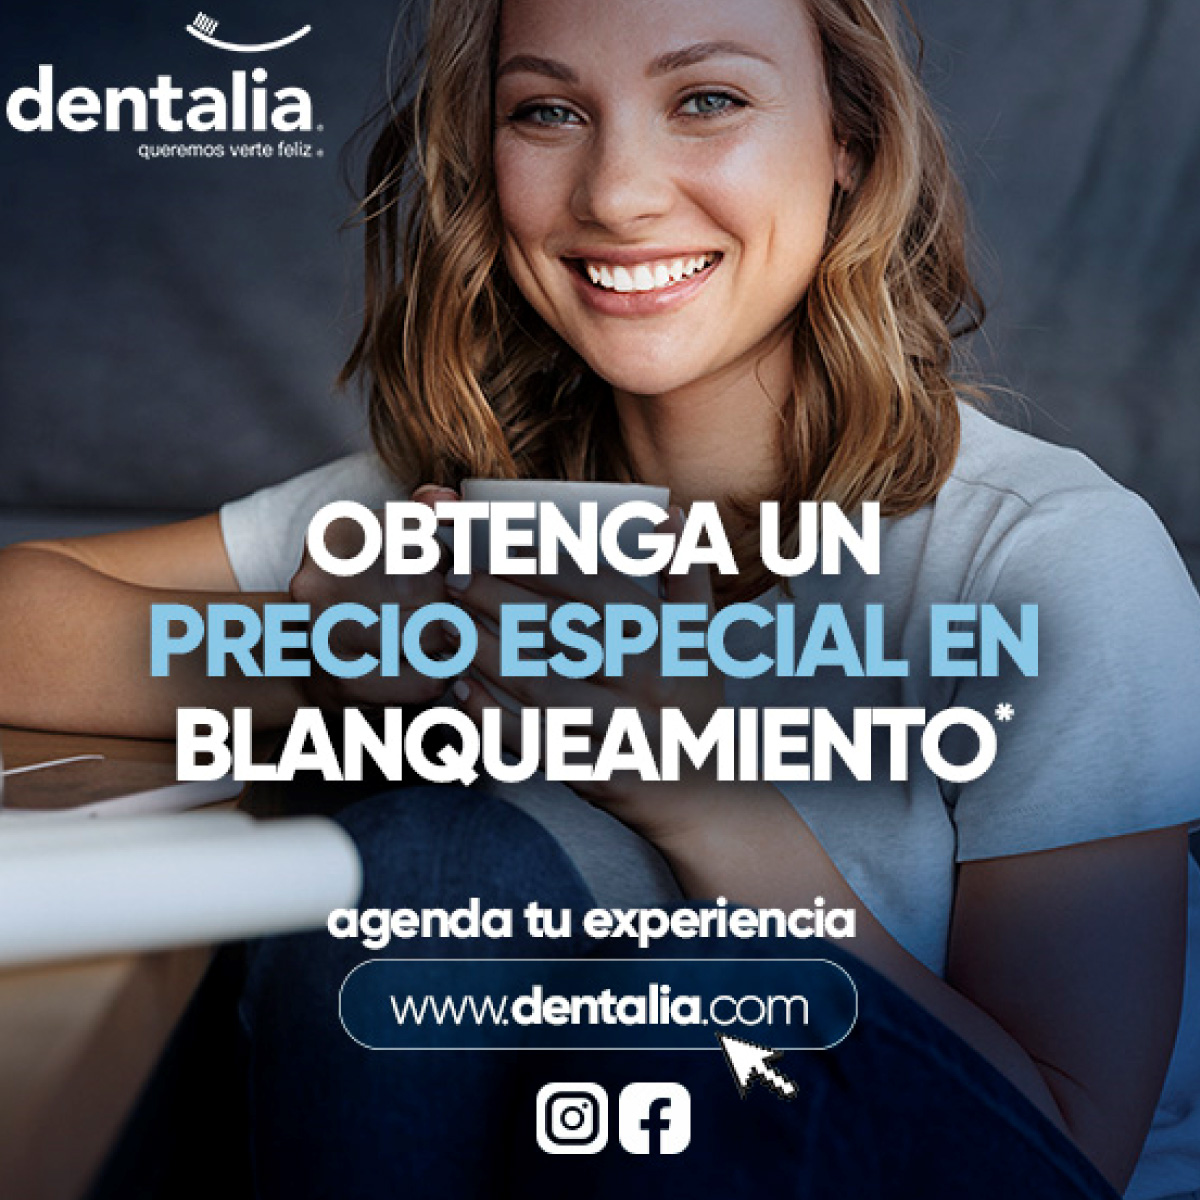 dentalia®
queremos verte feliz®
OBTENGA UN
PRECIO ESPECIAL EN
BLANQUEAMIENTO*
agenda tu experiencia
www.dentalia.com